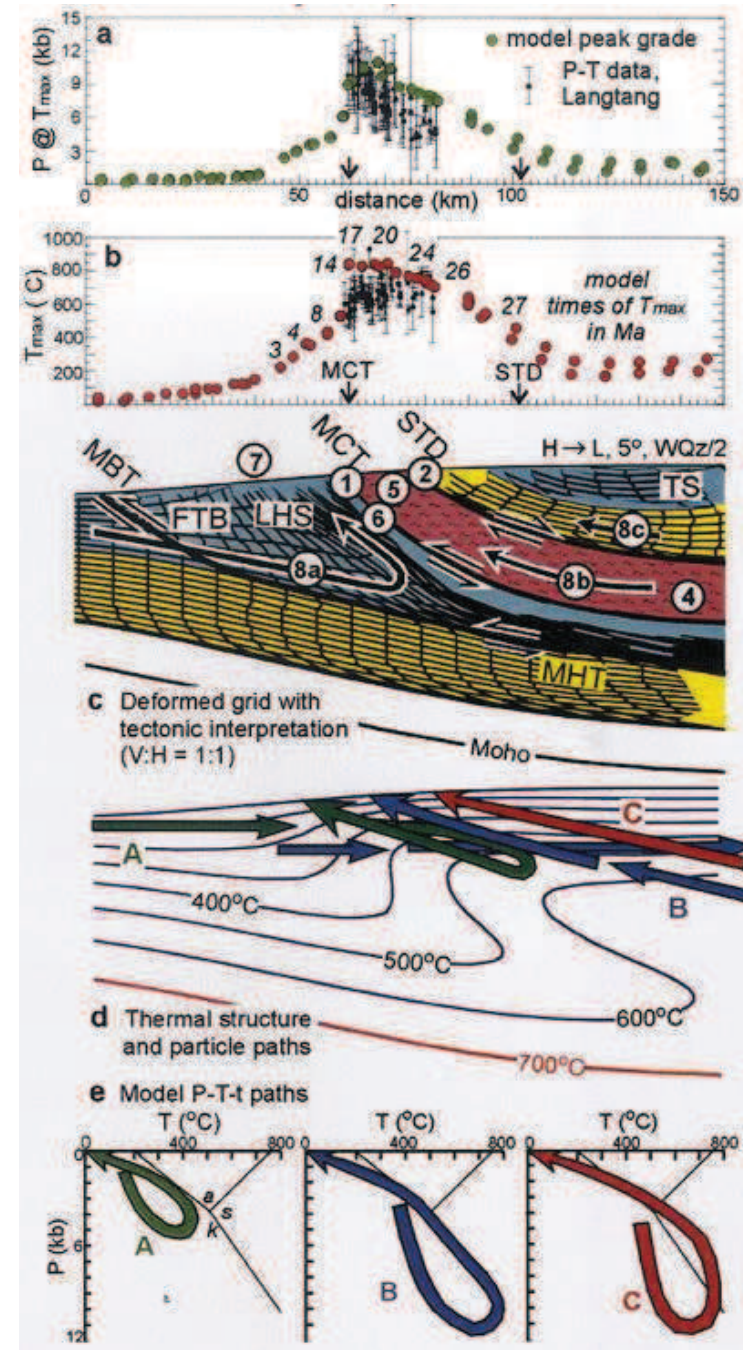 a
15
12
9
6
3
P @ Tmax (kb)
model peak grade
P-T data,
Langtang
0 50 100 150
distance (km)
b
1000
800
600
400
200
Tmax (°C)
3 4 8 14 17 20 24 26 27
model
times of Tmax
in Ma
MCT STD
MBT MCT STD H → L, 5°, WQz/2
7 1 5 2 TS
FTB LHS 6 8c
8a 8b 4
MHT
c Deformed grid with
tectonic interpretation
(V:H = 1:1)
Moho
C
A
B
400°C
500°C
600°C
700°C
d Thermal structure
and particle paths
e Model P-T-t paths
T (°C) T (°C) T (°C)
0 400 800 0 400 800 0 400 800
0
6
12
P (kb)
a
s
k
A
B
C